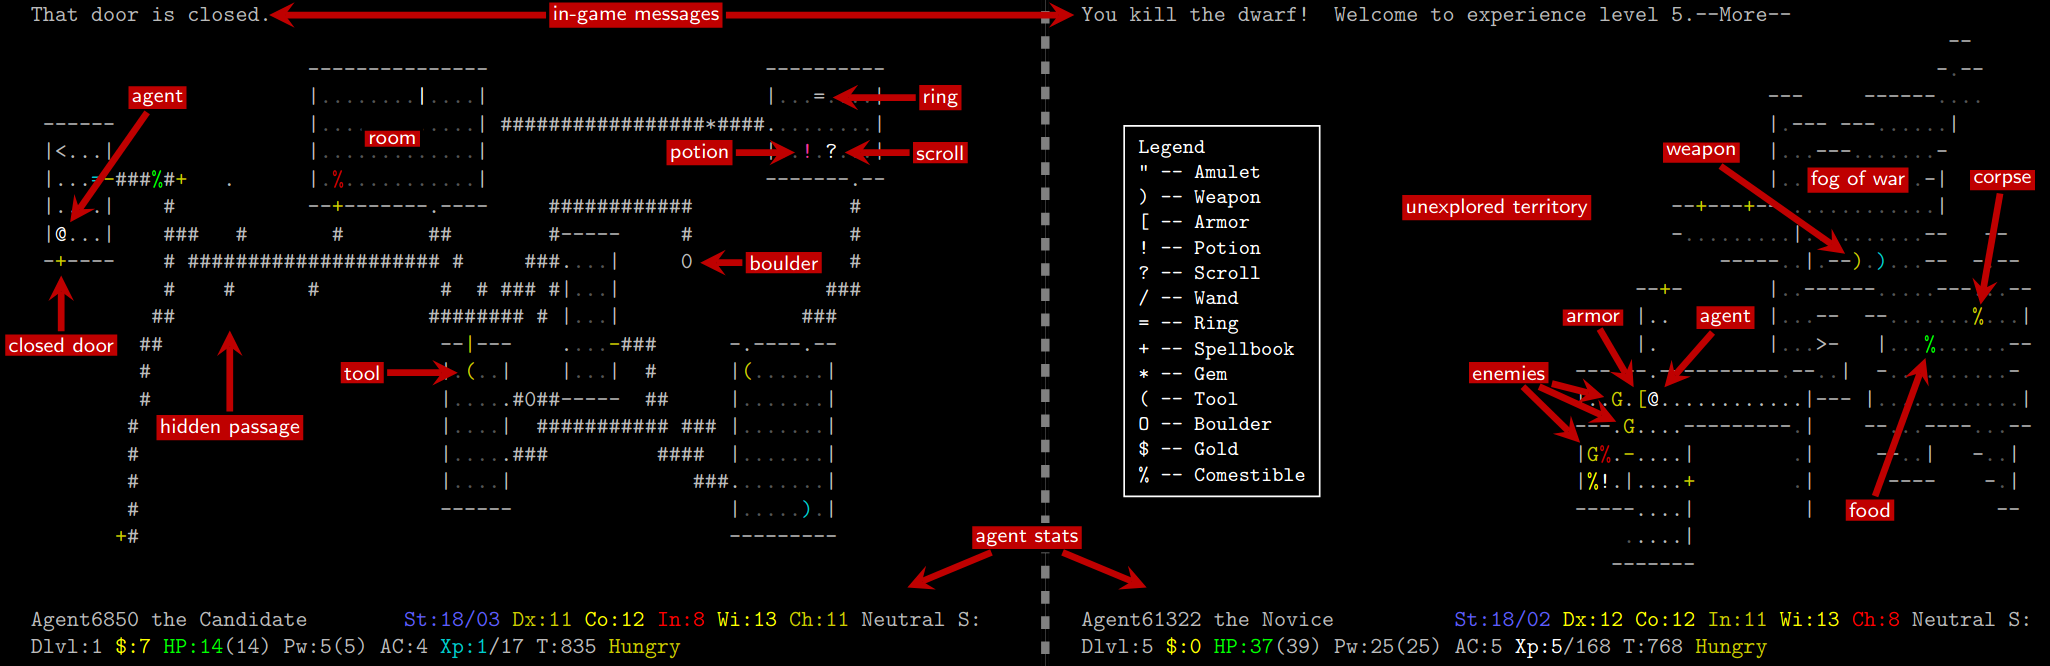 That door is closed.
in-game messages
You kill the dwarf!  Welcome to experience level 5.--More--
agent
ring
room
potion
scroll
boulder
closed door
tool
hidden passage
agent stats
Agent6850 the Candidate St:18/03 Dx:11 Co:12 In:8 Wi:13 Ch:11 Neutral S:
Dlvl:1 $:7 HP:14(14) Pw:5(5) AC:4 Xp:1/17 T:835 Hungry
Legend
" -- Amulet
) -- Weapon
[ -- Armor
! -- Potion
? -- Scroll
/ -- Wand
= -- Ring
+ -- Spellbook
* -- Gem
( -- Tool
O -- Boulder
$ -- Gold
% -- Comestible
weapon
fog of war
corpse
unexplored territory
armor
agent
enemies
food
Agent61322 the Novice St:18/02 Dx:12 Co:12 In:11 Wi:13 Ch:8 Neutral S:
Dlvl:5 $:0 HP:37(39) Pw:25(25) AC:5 Xp:5/168 T:768 Hungry